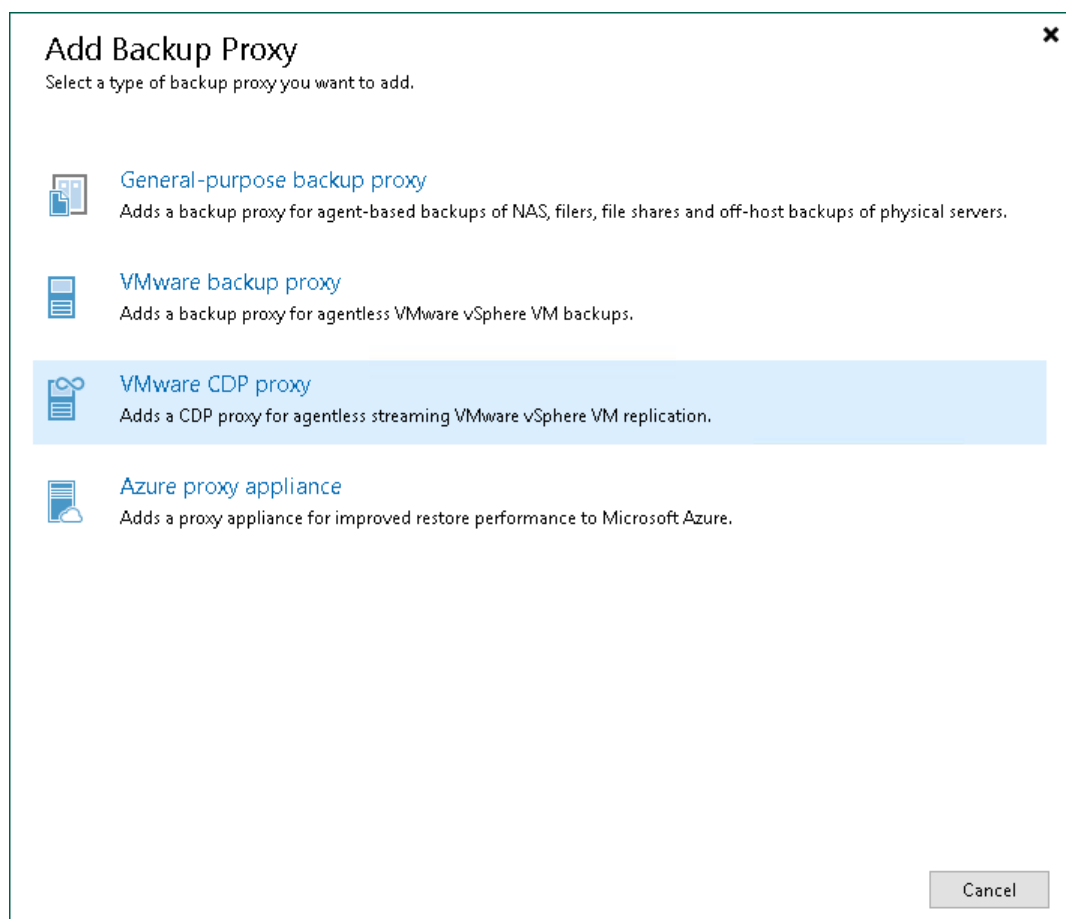 Add Backup Proxy
Select a type of backup proxy you want to add.
General-purpose backup proxy
Adds a backup proxy for agent-based backups of NAS, filers, file shares and off-host backups of physical servers.
VMware backup proxy
Adds a backup proxy for agentless VMware vSphere VM backups.
VMware CDP proxy
Adds a CDP proxy for agentless streaming VMware vSphere VM replication.
Azure proxy appliance
Adds a proxy appliance for improved restore performance to Microsoft Azure.
Cancel